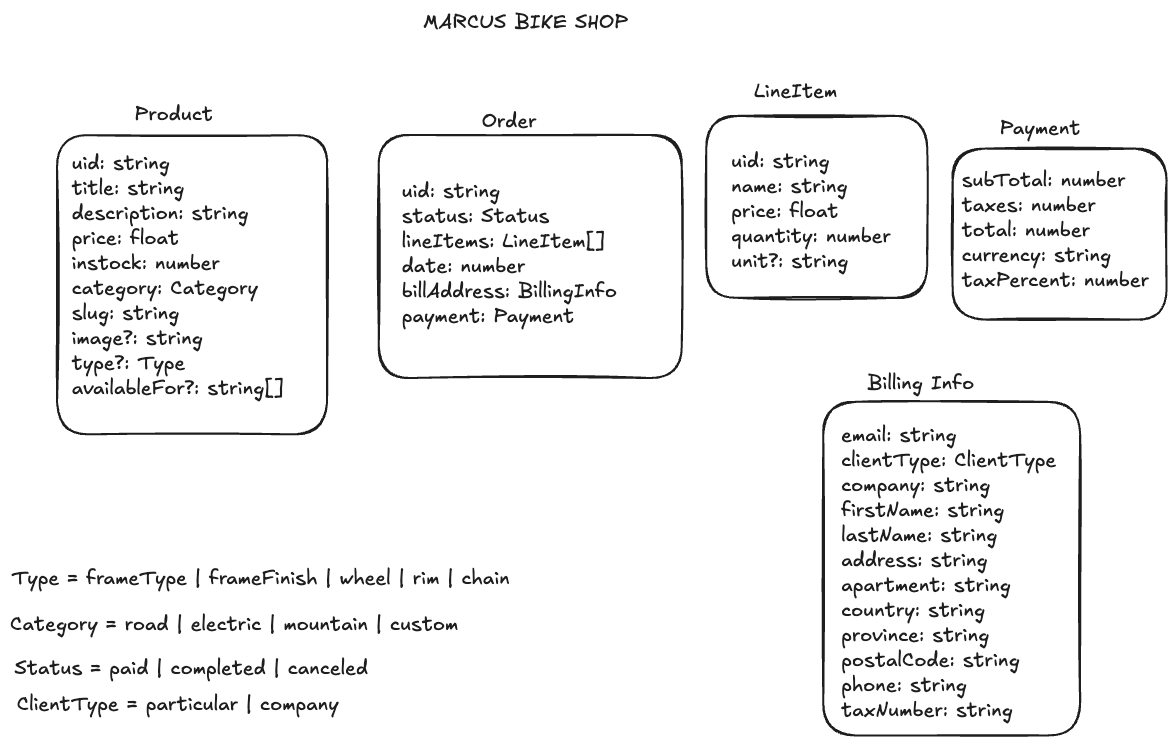 MARCUS BIKE SHOP
Product
uid: string
title: string
description: string
price: float
instock: number
category: Category
slug: string
image?: string
type?: Type
availableFor?: string[]
Order
uid: string
status: Status
lineItems: LineItem[]
date: number
billAddress: BillingInfo
payment: Payment
LineItem
uid: string
name: string
price: float
quantity: number
unit?: string
Payment
subTotal: number
taxes: number
total: number
currency: string
taxPercent: number
Billing Info
email: string
clientType: ClientType
company: string
firstName: string
lastName: string
address: string
apartment: string
country: string
province: string
postalCode: string
phone: string
taxNumber: string
Type = frameType | frameFinish | wheel | rim | chain
Category = road | electric | mountain | custom
Status = paid | completed | canceled
ClientType = particular | company